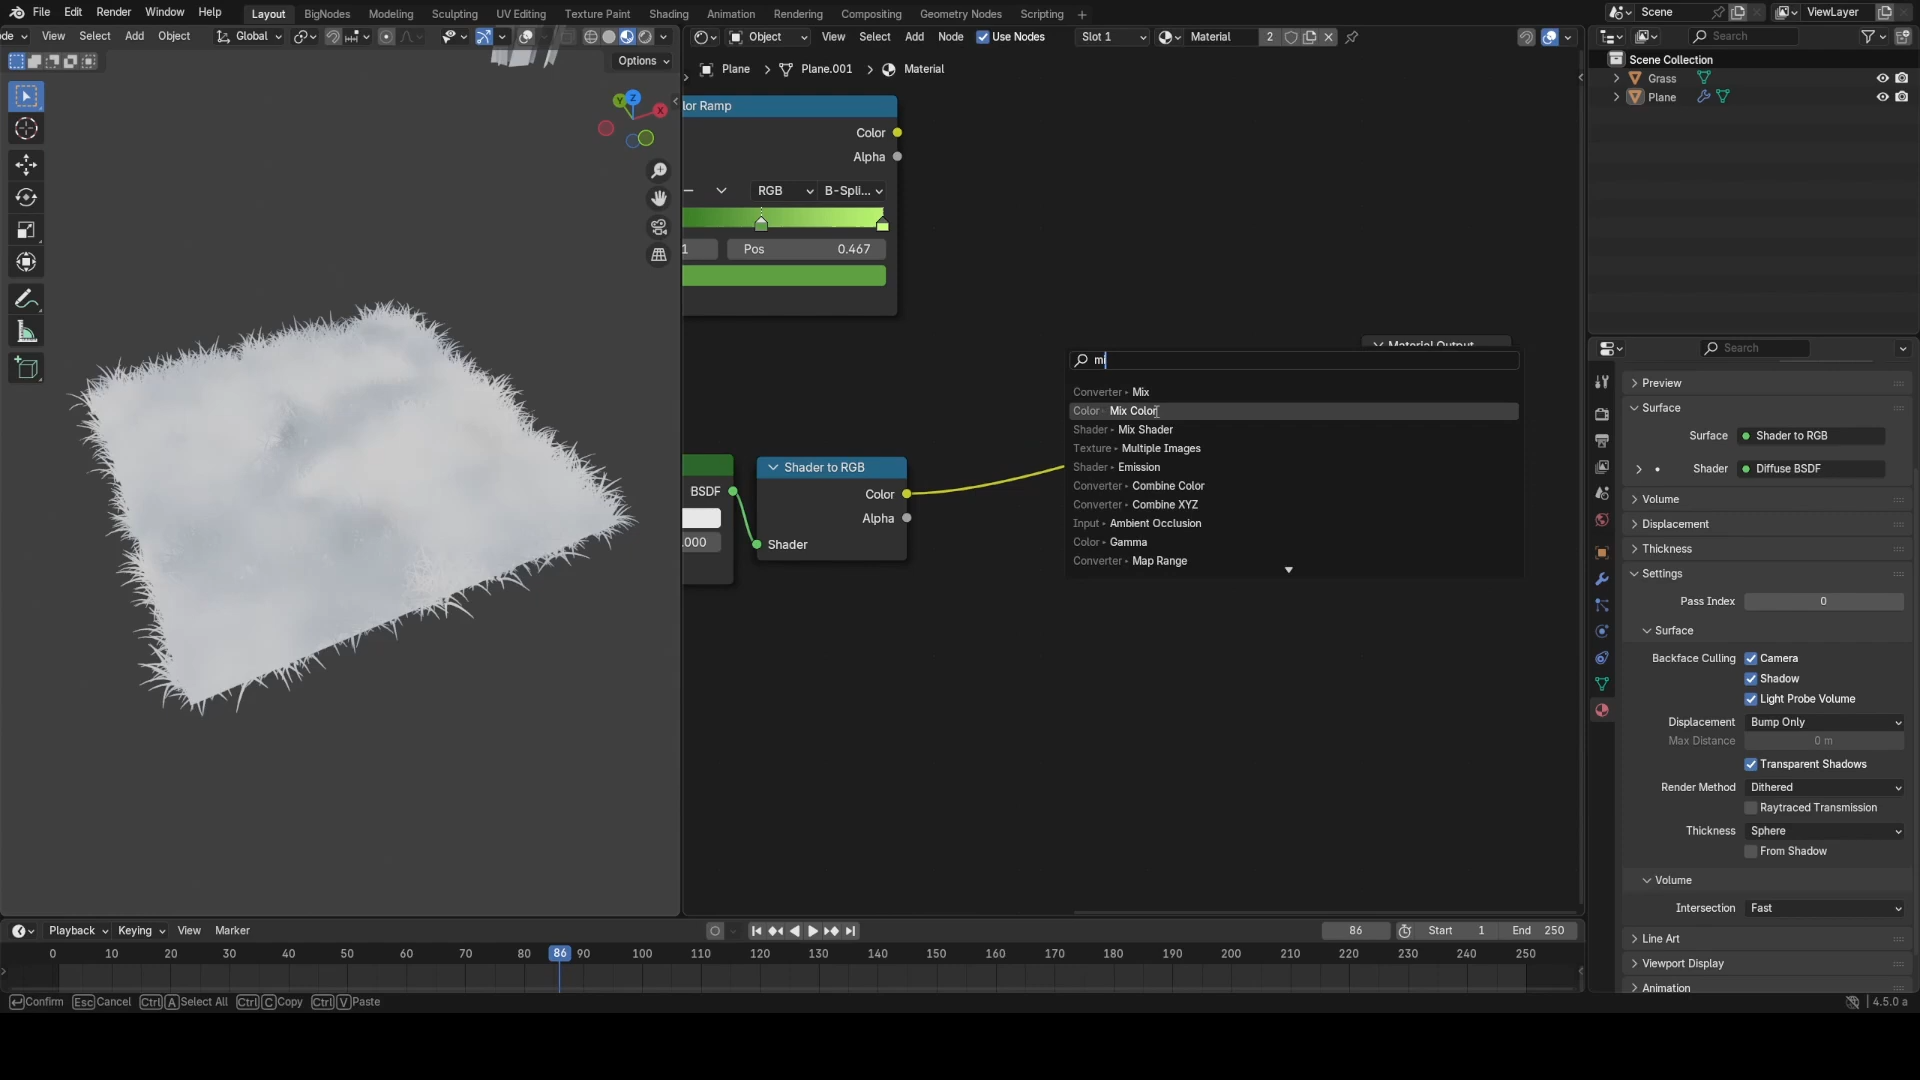 File Edit Render Window Help Layout BigNodes Modeling Sculpting UV Editing Texture Paint Shading Animation Rendering Compositing Geometry Nodes Scripting + Scene ViewLayer
View Select Add Object Global
Object View Select Add Node Use Nodes Slot 1 Material 2
Search
Options
Plane > Plane.001 > Material
Scene Collection
Grass
Plane
lor Ramp
Color
Alpha
RGB B-Spli...
1 Pos 0.467
Material Output
mi
Converter Mix
Color Mix Color
Shader Mix Shader
Texture Multiple Images
Shader Emission
Converter Combine Color
Converter Combine XYZ
Input Ambient Occlusion
Color Gamma
Converter Map Range
Shader to RGB
Color
Alpha
Shader
BSDF
.000
Search
Preview
Surface
Surface Shader to RGB
Shader Diffuse BSDF
Volume
Displacement
Thickness
Settings
Pass Index 0
Surface
Backface Culling Camera
Shadow
Light Probe Volume
Displacement Bump Only
Max Distance 0 m
Transparent Shadows
Render Method Dithered
Raytraced Transmission
Thickness Sphere
From Shadow
Volume
Intersection Fast
Line Art
Viewport Display
Animation
Playback Keying View Marker 86 Start 1 End 250
0 10 20 30 40 50 60 70 80 86 90 100 110 120 130 140 150 160 170 180 190 200 210 220 230 240 250
Confirm Esc Cancel Ctrl A Select All Ctrl C Copy Ctrl V Paste 4.5.0 a